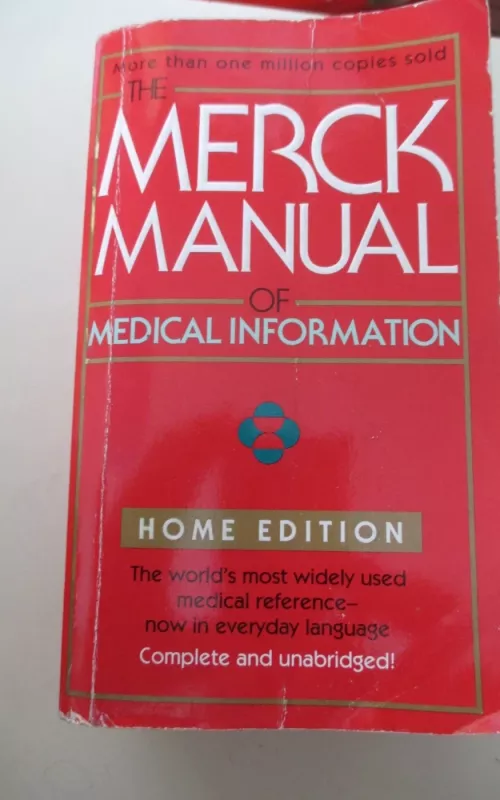 More than one million copies sold
THE
MERCK
MANUAL
OF
MEDICAL INFORMATION
HOME EDITION
The world's most widely used
medical reference–
now in everyday language
Complete and unabridged!